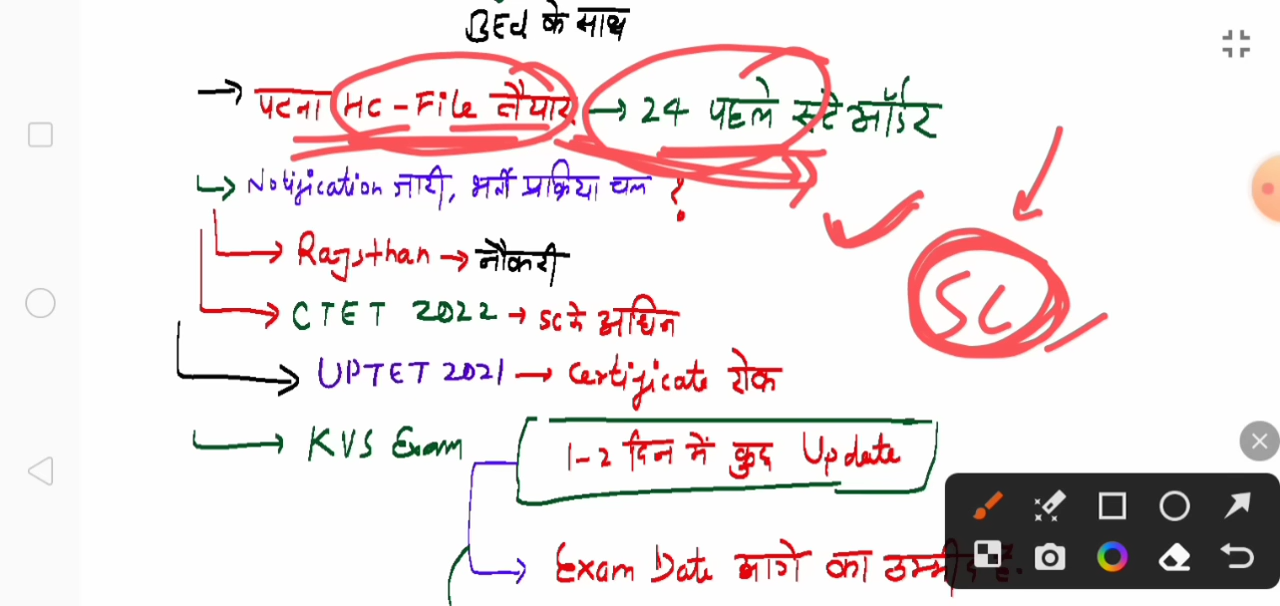 BEd के साथ
→ पटना HC-File तैयार → 24 पहले स्टे ऑर्डर
↳ Notification जारी, भर्ती प्रक्रिया चल ?
→ Rajsthan → नौकरी
SC
→ CTET 2022 → SC के अधिन
→ UPTET 2021 → Certificate रोक
→ KVS Exam
1-2 दिन में कुछ Update
→ Exam Date आगे का उम्मीद है.